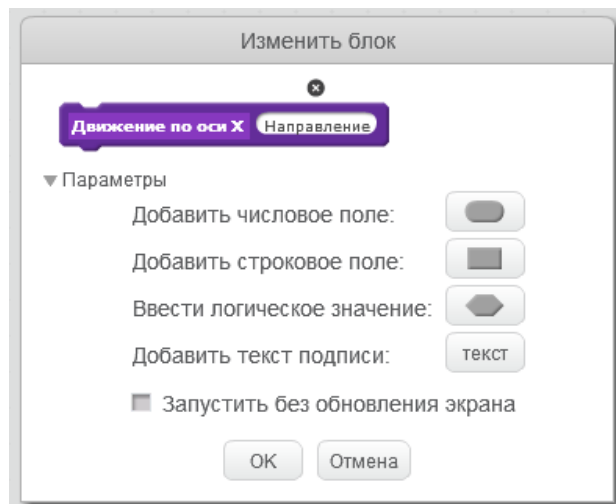 Изменить блок
Движение по оси X Направление
Параметры
Добавить числовое поле:
Добавить строковое поле:
Ввести логическое значение:
Добавить текст подписи: текст
Запустить без обновления экрана
OK Отмена